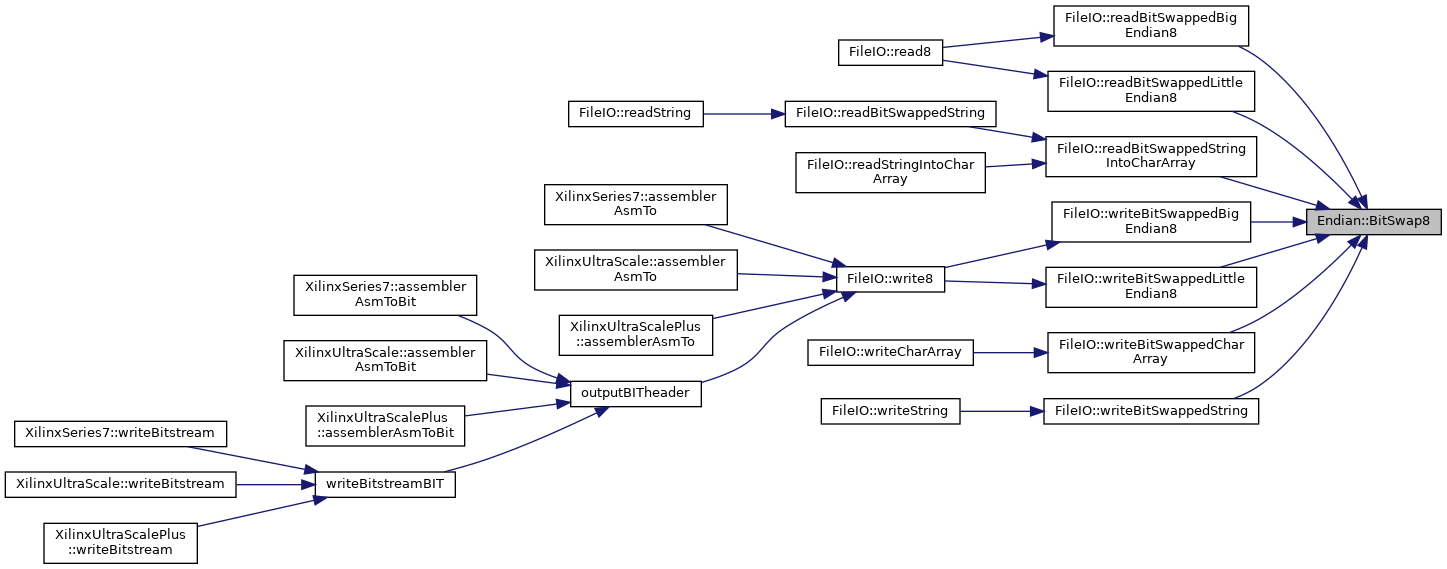 FileIO::readBitSwappedBig
Endian8
FileIO::read8
FileIO::readBitSwappedLittle
Endian8
FileIO::readString
FileIO::readBitSwappedString
FileIO::readBitSwappedString
IntoCharArray
FileIO::readStringIntoChar
Array
XilinxSeries7::assembler
AsmTo
FileIO::writeBitSwappedBig
Endian8
Endian::BitSwap8
XilinxUltraScale::assembler
AsmTo
FileIO::write8
FileIO::writeBitSwappedLittle
Endian8
XilinxSeries7::assembler
AsmToBit
XilinxUltraScalePlus
::assemblerAsmTo
XilinxUltraScale::assembler
AsmToBit
FileIO::writeCharArray
FileIO::writeBitSwappedChar
Array
outputBITheader
XilinxUltraScalePlus
::assemblerAsmToBit
FileIO::writeString
FileIO::writeBitSwappedString
XilinxSeries7::writeBitstream
XilinxUltraScale::writeBitstream
writeBitstreamBIT
XilinxUltraScalePlus
::writeBitstream